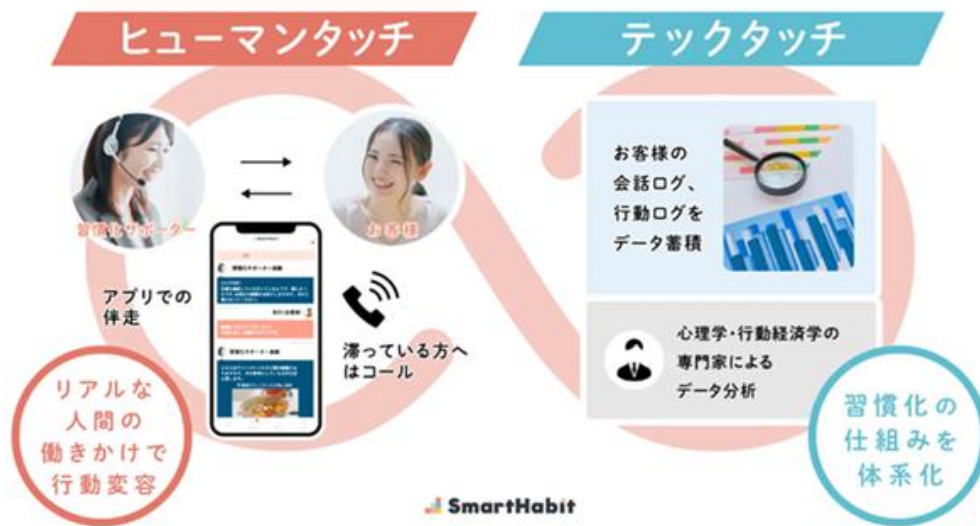 ヒューマンタッチ
テックタッチ
習慣化サポーター
お客様
アプリでの
伴走
滞っている方へ
はコール
リアルな
人間の
働きかけで
行動変容
お客様の
会話ログ、
行動ログを
データ蓄積
心理学・行動経済学の
専門家による
データ分析
習慣化の
仕組みを
体系化
SmartHabit